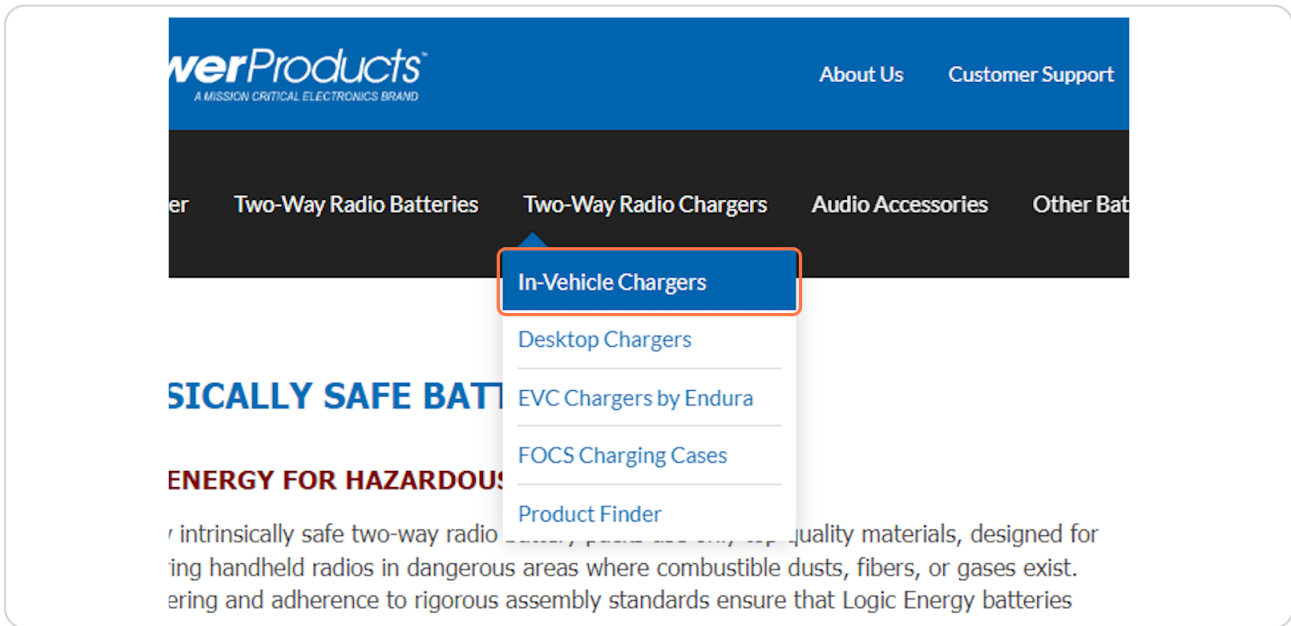 werProducts™
A MISSION CRITICAL ELECTRONICS BRAND
About Us Customer Support
er Two-Way Radio Batteries Two-Way Radio Chargers Audio Accessories Other Bat
In-Vehicle Chargers
Desktop Chargers
EVC Chargers by Endura
FOCS Charging Cases
Product Finder
SICALLY SAFE BATT
ENERGY FOR HAZARDOUS
y intrinsically safe two-way radio quality materials, designed for
ring handheld radios in dangerous areas where combustible dusts, fibers, or gases exist.
ering and adherence to rigorous assembly standards ensure that Logic Energy batteries